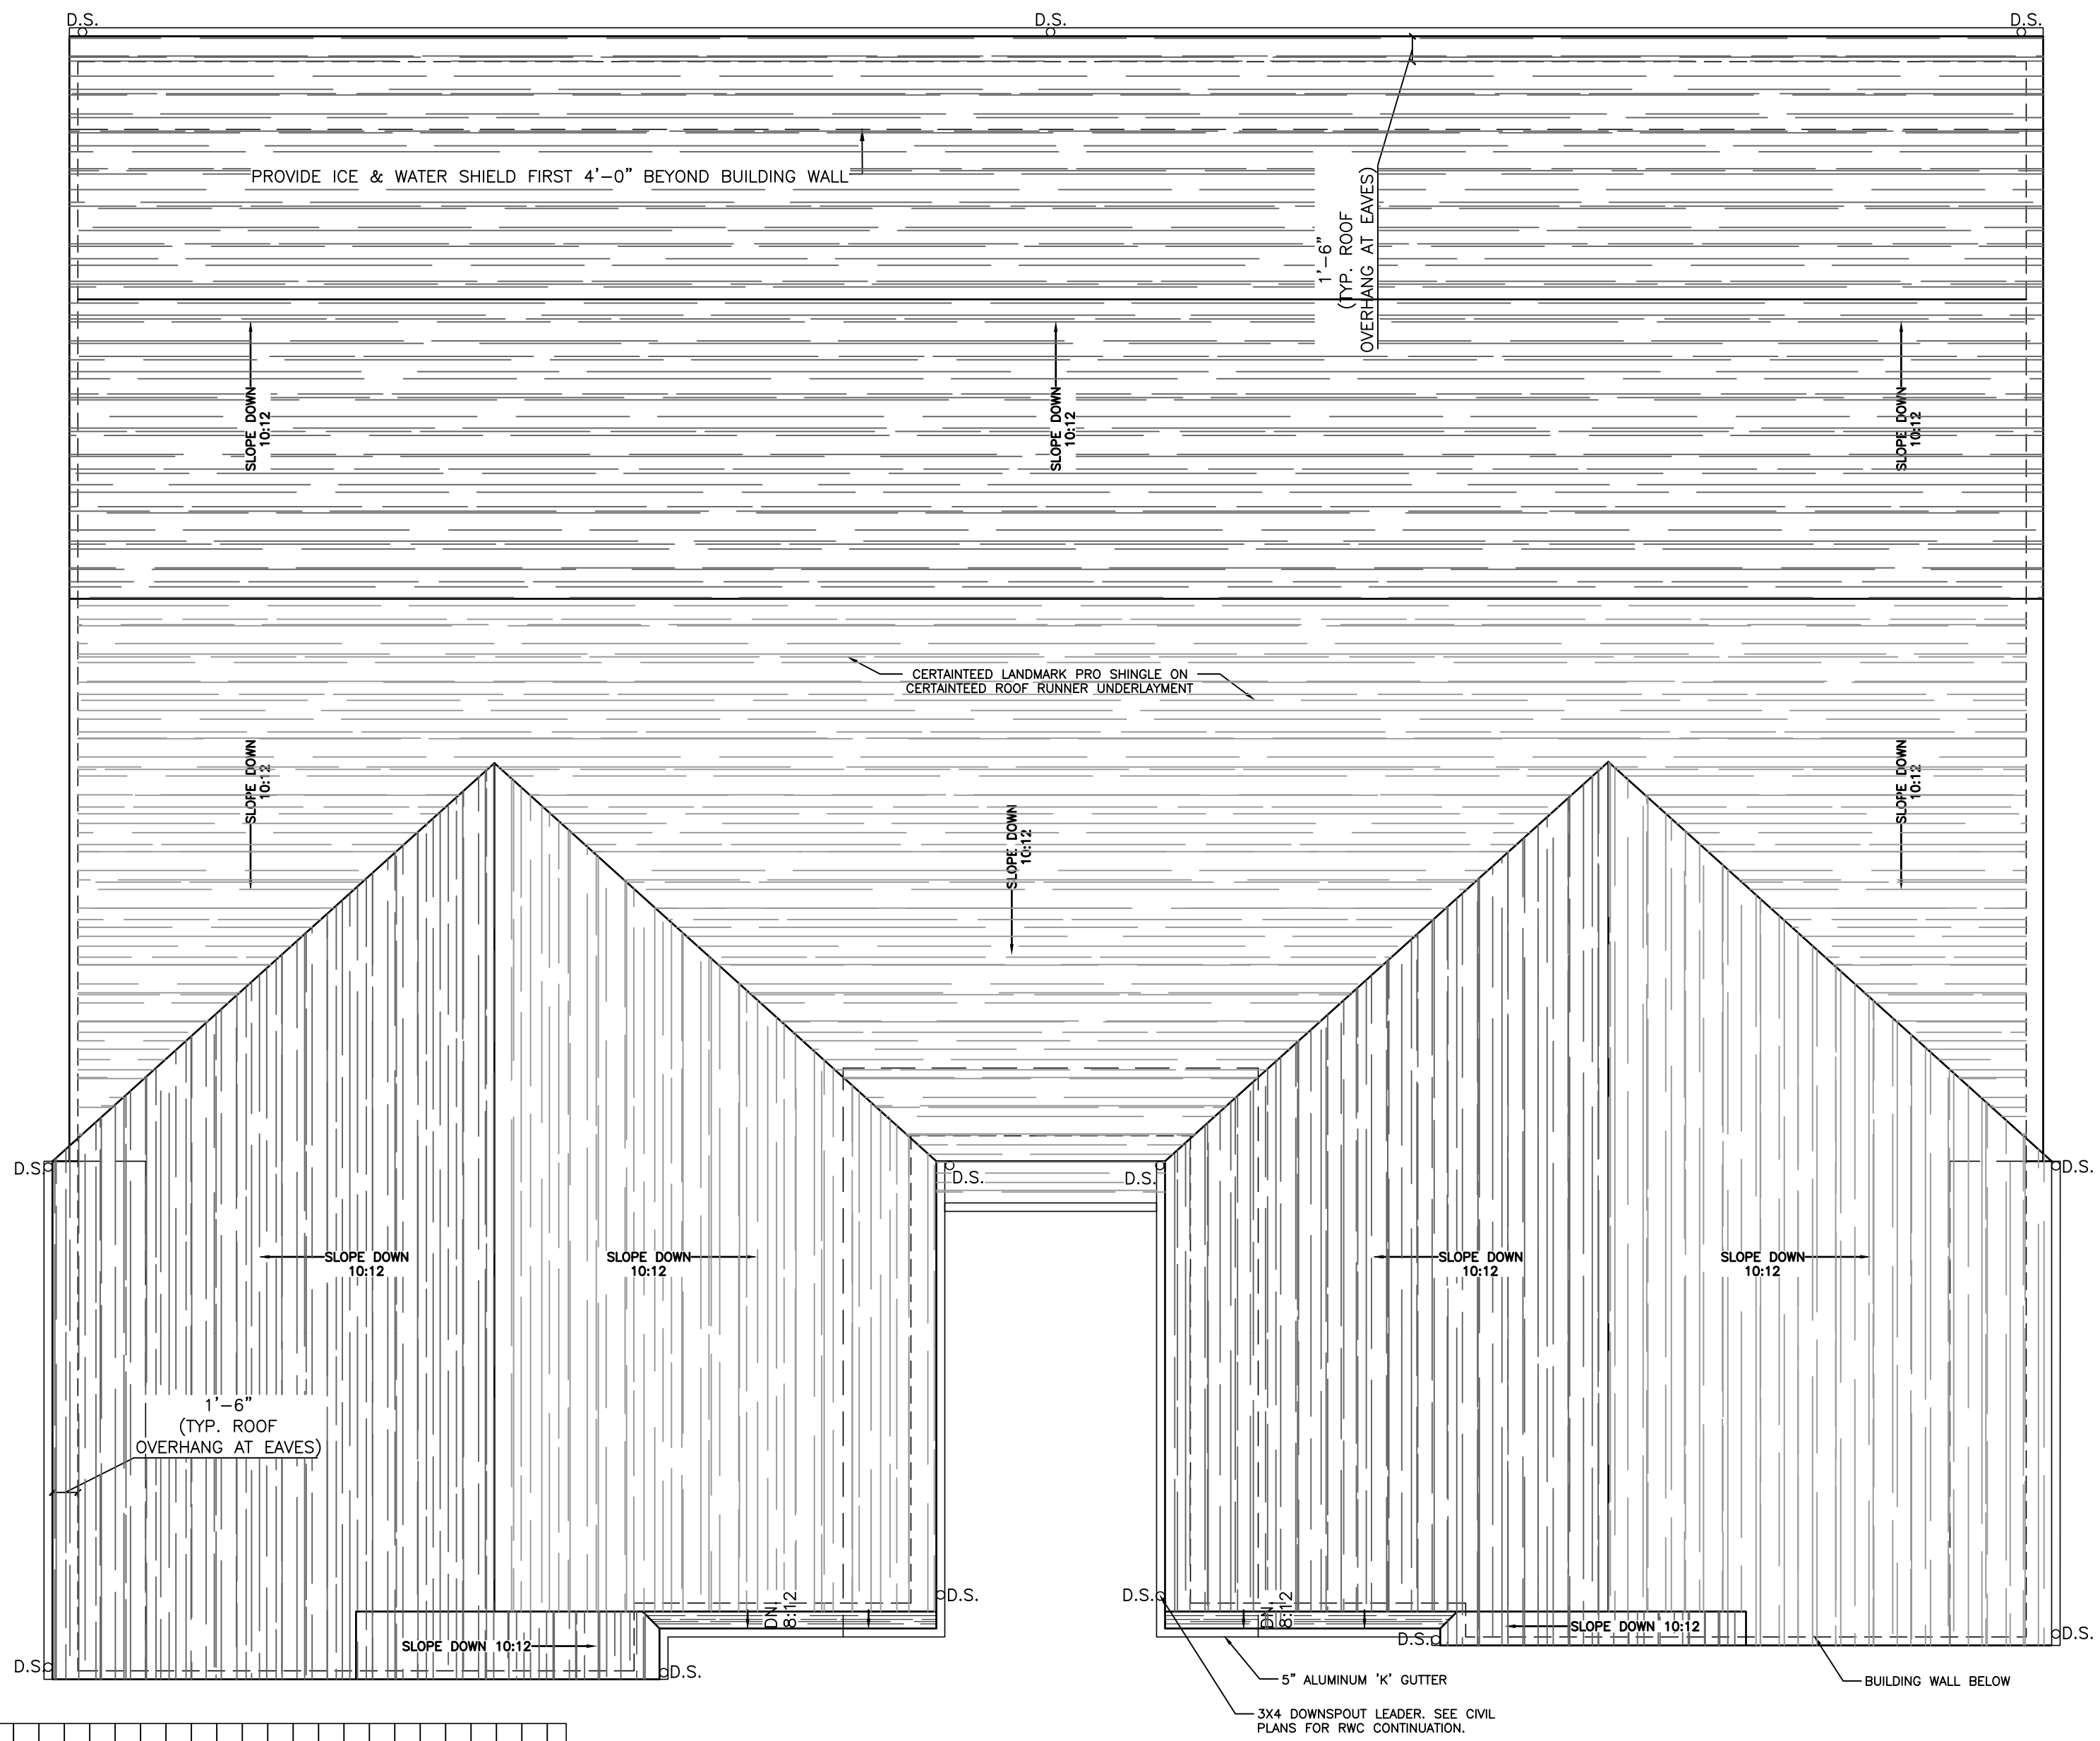 D.S.
D.S.
D.S.
PROVIDE ICE & WATER SHIELD FIRST 4'-0" BEYOND BUILDING WALL
1'-6"
(TYP. ROOF
OVERHANG AT EAVES)
SLOPE DOWN
10:12
SLOPE DOWN
10:12
SLOPE DOWN
10:12
CERTAINTEED LANDMARK PRO SHINGLE ON
CERTAINTEED ROOF RUNNER UNDERLAYMENT
SLOPE DOWN
10:12
SLOPE DOWN
10:12
SLOPE DOWN
10:12
D.S.
D.S.
D.S.
D.S.
SLOPE DOWN
10:12
SLOPE DOWN
10:12
SLOPE DOWN
10:12
SLOPE DOWN
10:12
1'-6"
(TYP. ROOF
OVERHANG AT EAVES)
D.S.
D.S.
DN.
8:12
DN.
8:12
SLOPE DOWN 10:12
SLOPE DOWN 10:12
D.S.
D.S.
D.S.
D.S.
5" ALUMINUM 'K' GUTTER
BUILDING WALL BELOW
3X4 DOWNSPOUT LEADER. SEE CIVIL
PLANS FOR RWC CONTINUATION.